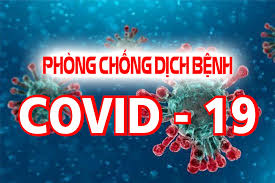 PHÒNG CHỐNG DỊCH BỆNH
COVID - 19